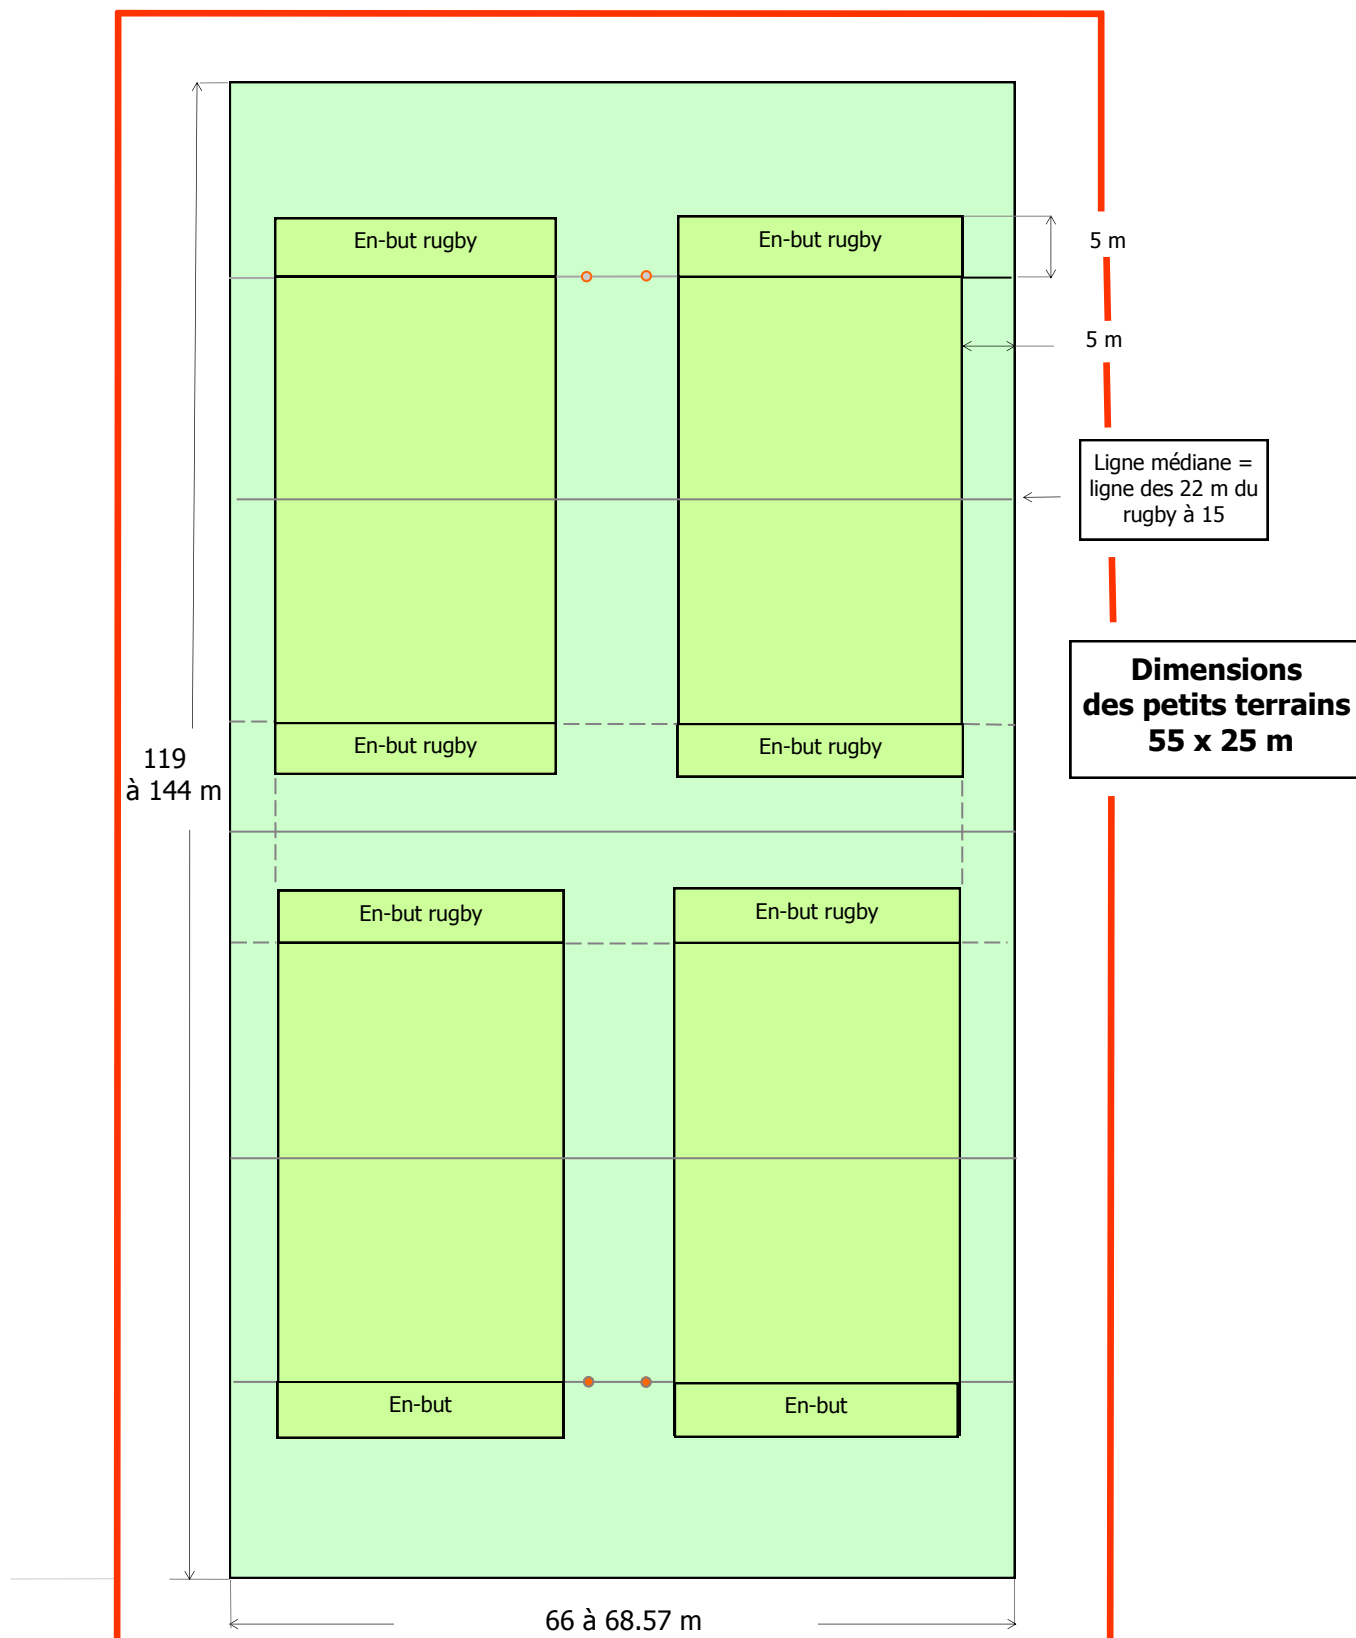 En-but rugby
En-but rugby
5 m
5 m
Ligne médiane =
ligne des 22 m du
rugby à 15
Dimensions
des petits terrains
55 x 25 m
En-but rugby
En-but rugby
119
à 144 m
En-but rugby
En-but rugby
En-but
En-but
66 à 68.57 m